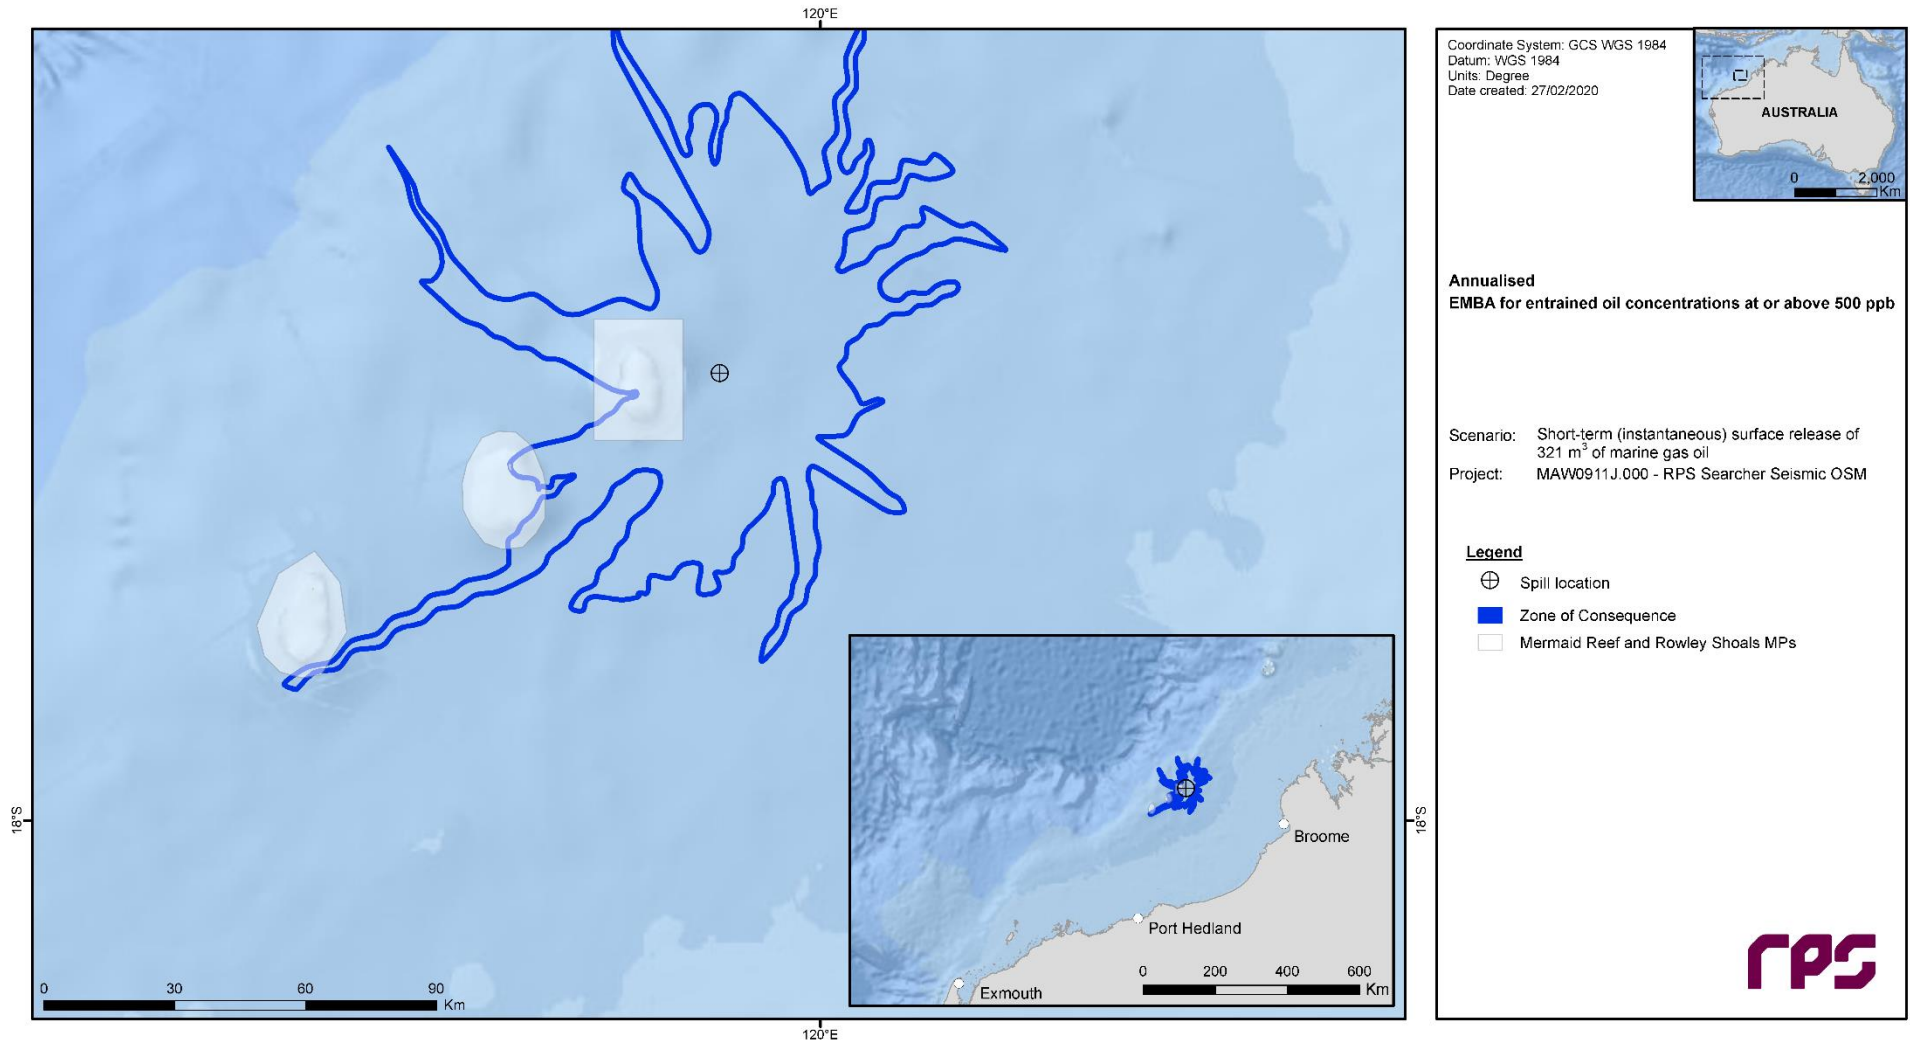 120°E
18°S
18°S
0 30 60 90
Km
Broome
Port Hedland
Exmouth
0 200 400 600
Km
120°E
Coordinate System: GCS WGS 1984
Datum: WGS 1984
Units: Degree
Date created: 27/02/2020
AUSTRALIA
0 2,000
Km
Annualised
EMBA for entrained oil concentrations at or above 500 ppb
Scenario: Short-term (instantaneous) surface release of
321 m³ of marine gas oil
Project: MAW0911J.000 - RPS Searcher Seismic OSM
Legend
Spill location
Zone of Consequence
Mermaid Reef and Rowley Shoals MPs
rps